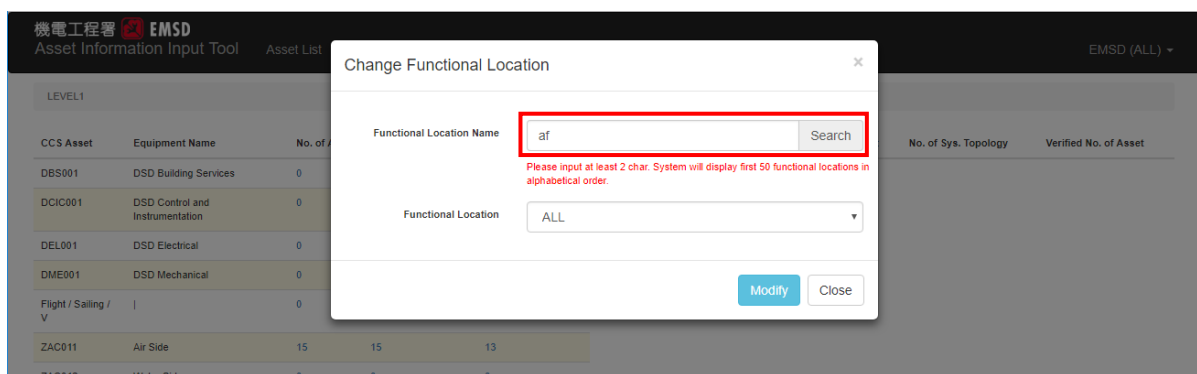 機電工程署 EMSD
Asset Information Input Tool Asset List EMSD (ALL)
Change Functional Location ×
LEVEL1
Functional Location Name af Search
Please input at least 2 char. System will display first 50 functional locations in
alphabetical order.
Functional Location ALL
Modify Close
CCS Asset Equipment Name No. of No. of Sys. Topology Verified No. of Asset
DBS001 DSD Building Services 0
DCIC001 DSD Control and
Instrumentation 0
DEL001 DSD Electrical 0
DME001 DSD Mechanical 0
Flight / Sailing /
V | 0
ZAC011 Air Side 15 15 13